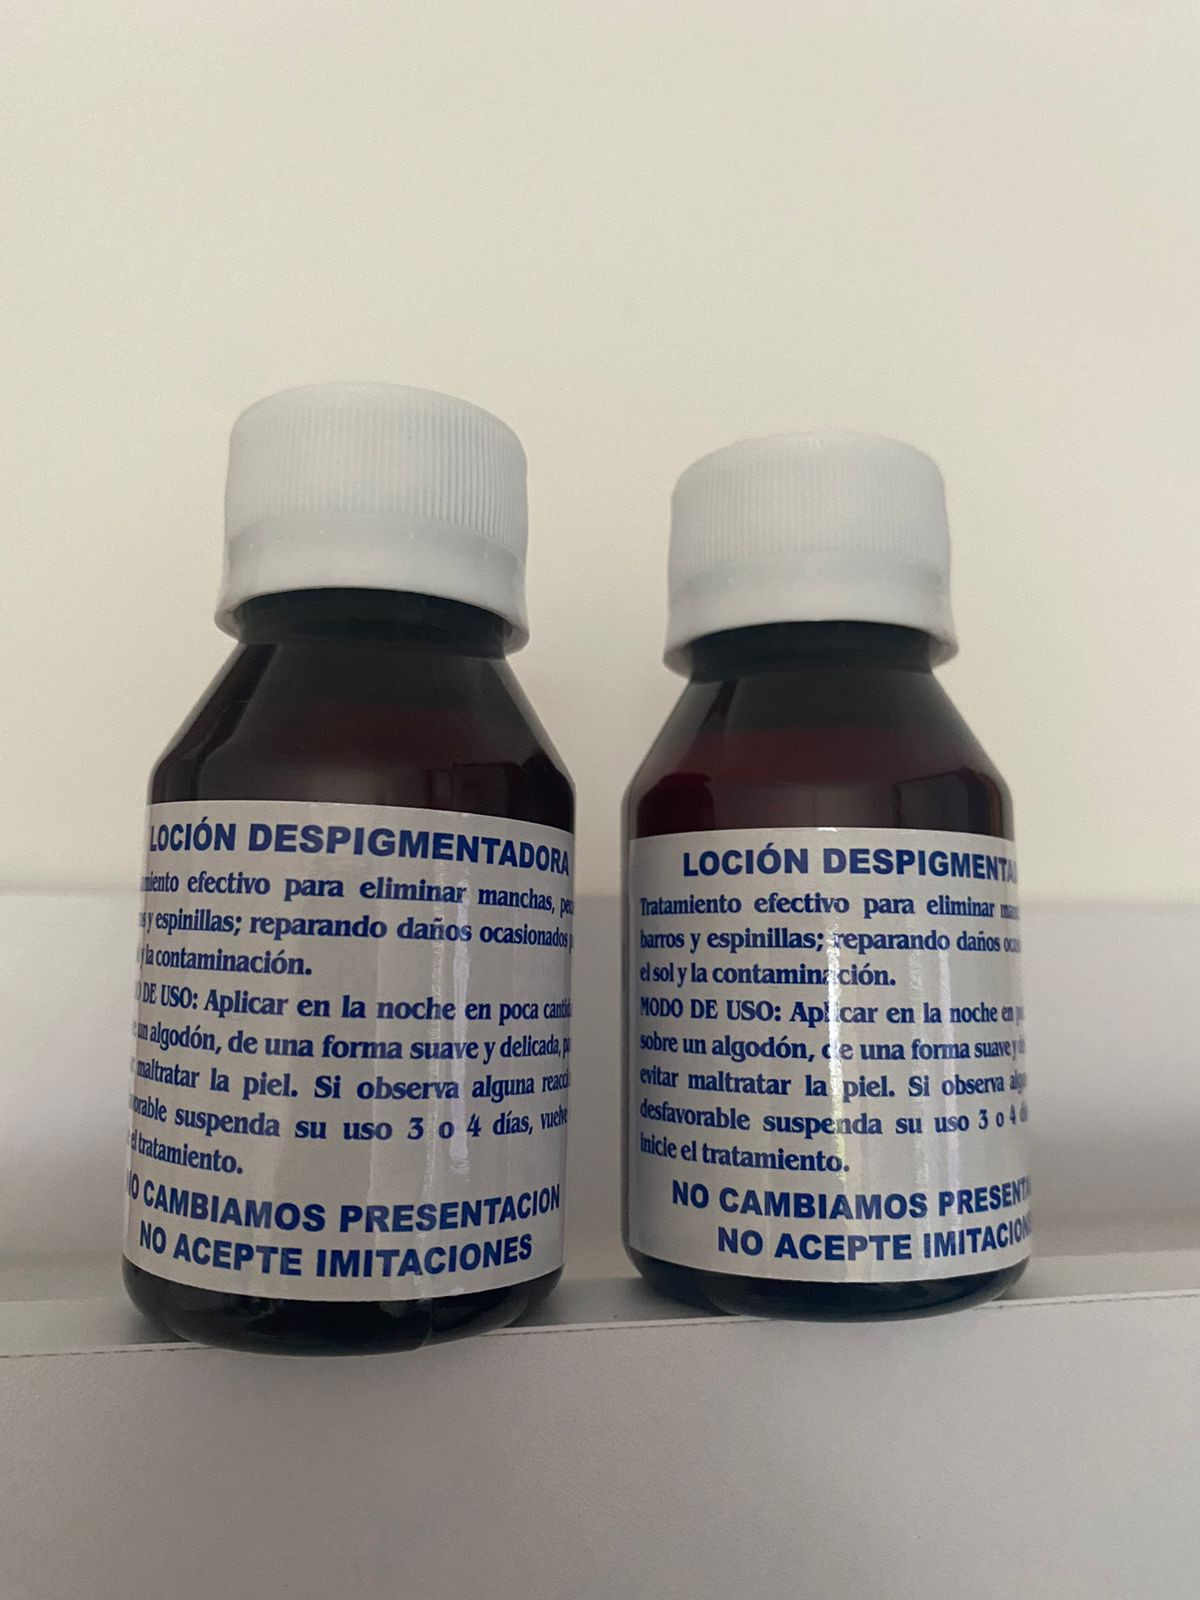 LOCIÓN DESPIGMENTADORA
efectivo para eliminar manchas,
y espinillas; reparando daños ocasionados
y la contaminación.
DE USO: Aplicar en la noche en poca
un algodón, de una forma suave y delicada,
maltratar la piel. Si observa alguna
suspenda su uso 3 o 4 días, vuelve
el tratamiento.
NO CAMBIAMOS PRESENTACION
NO ACEPTE IMITACIONES
LOCIÓN
Tratamiento efectivo para eliminar
barros y espinillas; reparando daños
el sol y la contaminación.
MODO DE USO: Aplicar en la noche en
sobre un algodón, de una forma suave y
evitar maltratar la piel. Si observa
desfavorable suspenda su uso 3 o 4
inicie el tratamiento.
NO CAMBIAMOS
NO ACEPTE